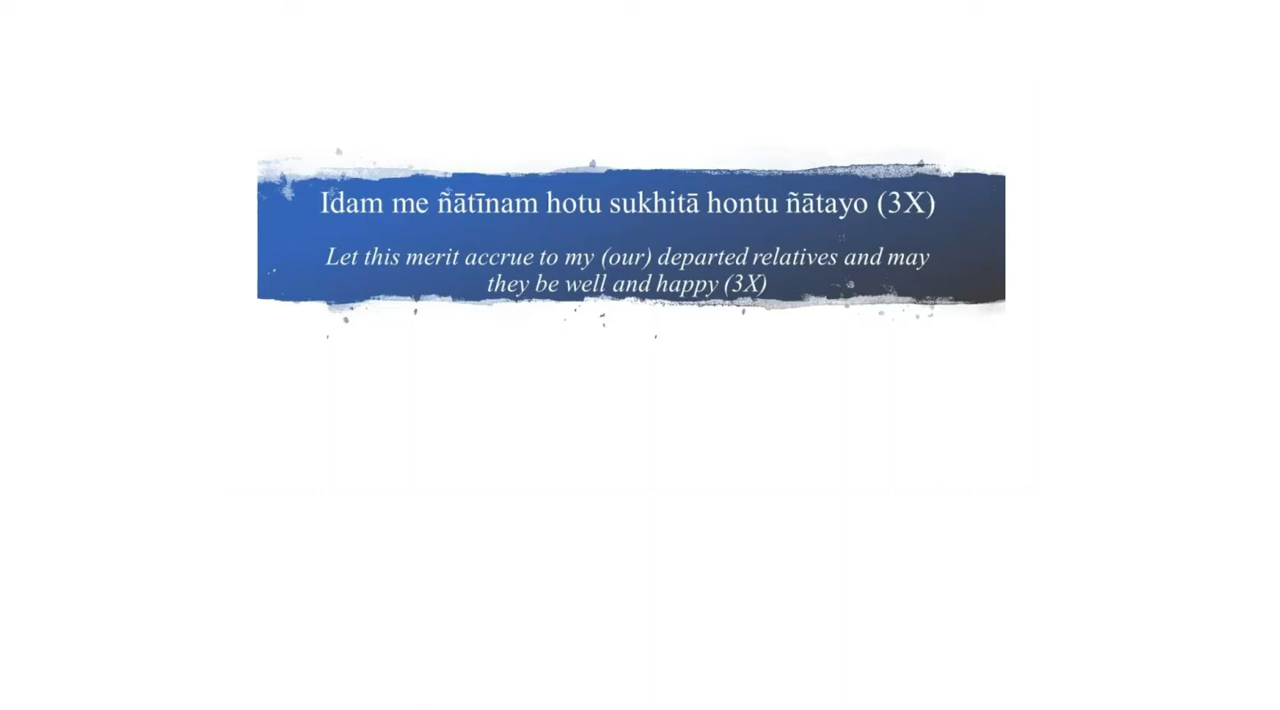 Idam me ñātīnam hotu sukhitā hontu ñātayo (3X)
Let this merit accrue to my (our) departed relatives and may
they be well and happy (3X)